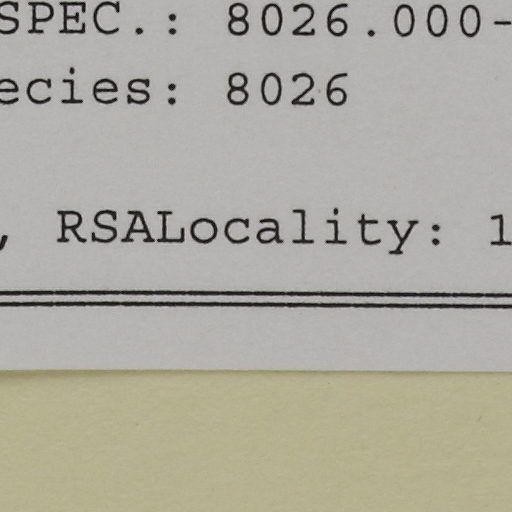 SPEC.: 8026.000-
ecies: 8026
, RSALocality: 1